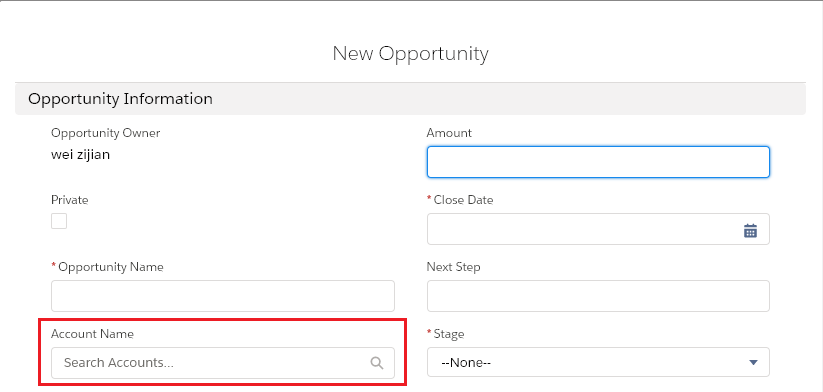 New Opportunity
Opportunity Information
Opportunity Owner
wei zijian
Amount
Private
* Close Date
* Opportunity Name
Next Step
Account Name
Search Accounts...
* Stage
--None--